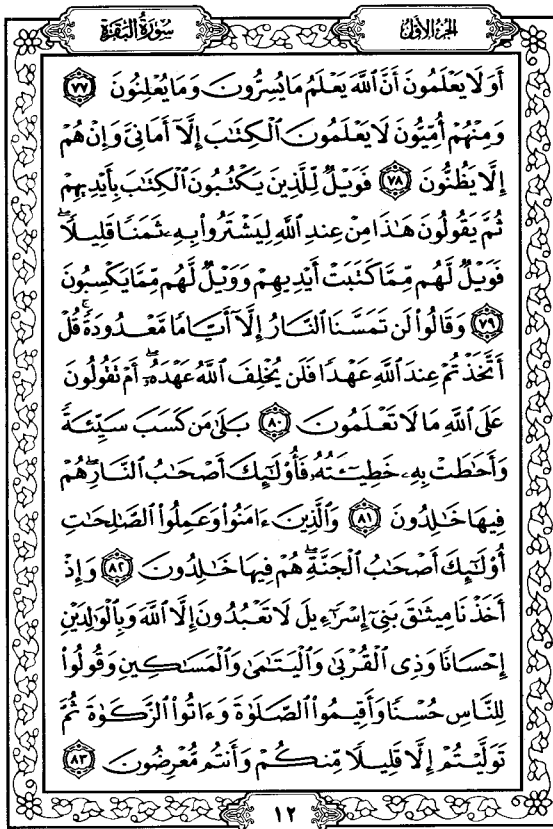 الجزء الأول
سورة البقرة
أَوَلَا يَعْلَمُونَ أَنَّ ٱللَّهَ يَعْلَمُ مَا يُسِرُّونَ وَمَا يُعْلِنُونَ ٧٧
وَمِنْهُمْ أُمِّيُّونَ لَا يَعْلَمُونَ ٱلْكِتَٰبَ إِلَّآ أَمَانِىَّ وَإِنْ هُمْ
إِلَّا يَظُنُّونَ ٧٨ فَوَيْلٌ لِّلَّذِينَ يَكْتُبُونَ ٱلْكِتَٰبَ بِأَيْدِيهِمْ
ثُمَّ يَقُولُونَ هَٰذَا مِنْ عِندِ ٱللَّهِ لِيَشْتَرُوا۟ بِهِۦ ثَمَنًا قَلِيلًا ۖ
فَوَيْلٌ لَّهُم مِّمَّا كَتَبَتْ أَيْدِيهِمْ وَوَيْلٌ لَّهُم مِّمَّا يَكْسِبُونَ
٧٩ وَقَالُوا۟ لَن تَمَسَّنَا ٱلنَّارُ إِلَّآ أَيَّامًا مَّعْدُودَةً ۚ قُلْ
أَتَّخَذْتُمْ عِندَ ٱللَّهِ عَهْدًا فَلَن يُخْلِفَ ٱللَّهُ عَهْدَهُۥٓ ۖ أَمْ تَقُولُونَ
عَلَى ٱللَّهِ مَا لَا تَعْلَمُونَ ٨٠ بَلَىٰ مَن كَسَبَ سَيِّئَةً
وَأَحَٰطَتْ بِهِۦ خَطِيٓـَٔتُهُۥ فَأُو۟لَٰٓئِكَ أَصْحَٰبُ ٱلنَّارِ ۖ هُمْ
فِيهَا خَٰلِدُونَ ٨١ وَٱلَّذِينَ ءَامَنُوا۟ وَعَمِلُوا۟ ٱلصَّٰلِحَٰتِ
أُو۟لَٰٓئِكَ أَصْحَٰبُ ٱلْجَنَّةِ ۖ هُمْ فِيهَا خَٰلِدُونَ ٨٢ وَإِذْ
أَخَذْنَا مِيثَٰقَ بَنِىٓ إِسْرَٰٓءِيلَ لَا تَعْبُدُونَ إِلَّا ٱللَّهَ وَبِٱلْوَٰلِدَيْنِ
إِحْسَانًا وَذِى ٱلْقُرْبَىٰ وَٱلْيَتَٰمَىٰ وَٱلْمَسَٰكِينِ وَقُولُوا۟
لِلنَّاسِ حُسْنًا وَأَقِيمُوا۟ ٱلصَّلَوٰةَ وَءَاتُوا۟ ٱلزَّكَوٰةَ ثُمَّ
تَوَلَّيْتُمْ إِلَّا قَلِيلًا مِّنكُمْ وَأَنتُم مُّعْرِضُونَ ٨٣
١٢